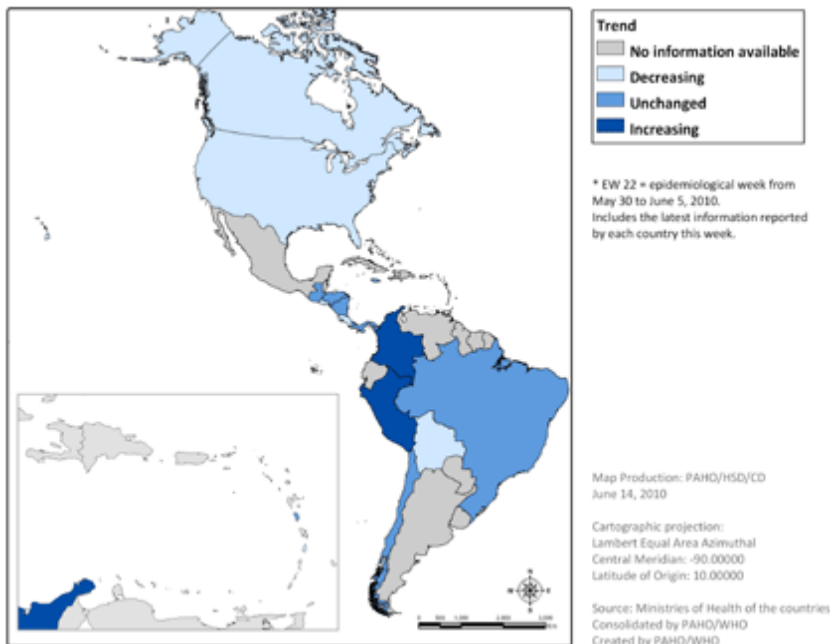 Trend
No information available
Decreasing
Unchanged
Increasing
* EW 22 = epidemiological week from
May 30 to June 5, 2010.
Includes the latest information reported
by each country this week.
Map Production: PAHO/HSD/CD
June 14, 2010
Cartographic projection:
Lambert Equal Area Azimuthal
Central Meridian: -90.00000
Latitude of Origin: 10.00000
Source: Ministries of Health of the countries
Consolidated by PAHO/WHO
Created by PAHO/WHO